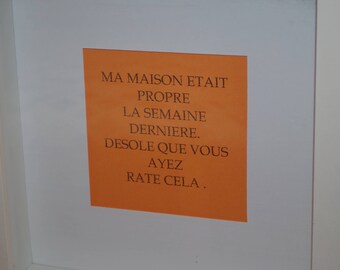 MA MAISON ETAIT
PROPRE
LA SEMAINE
DERNIERE.
DESOLE QUE VOUS
AYEZ
RATE CELA .